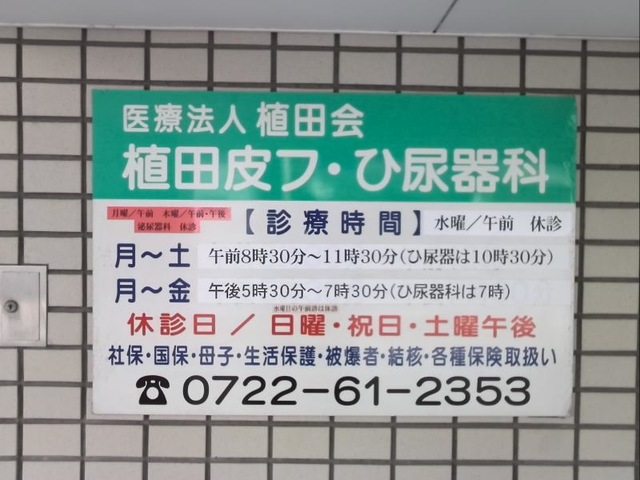 医療法人 植田会
植田皮フ・ひ尿器科
月曜／午前 木曜／午前・午後
泌尿器科 休診
【診療時間】
水曜／午前 休診
月～土 午前8時30分～11時30分(ひ尿器は10時30分)
月～金 午後5時30分～7時30分(ひ尿器科は7時)
水曜日の午前診は休診
休診日／日曜・祝日・土曜午後
社保・国保・母子・生活保護・被爆者・結核・各種保険取扱い
☎0722-61-2353